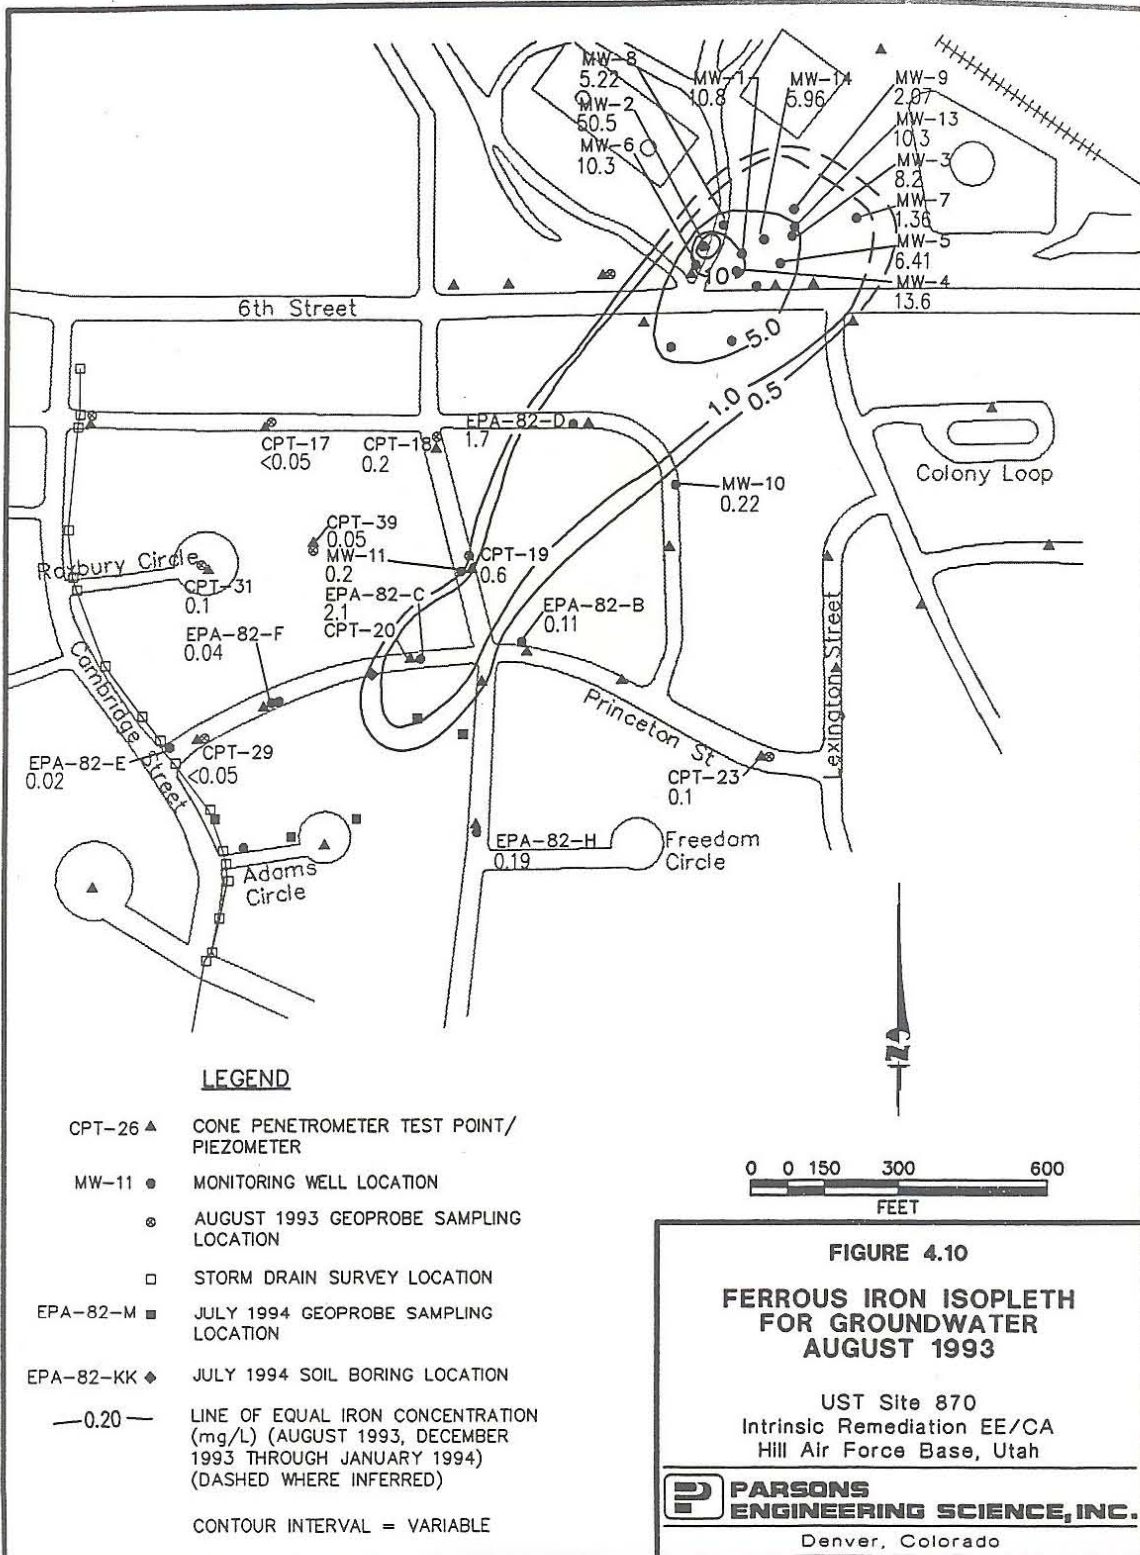 MW-8
5.22
MW-2
50.5
MW-6
10.3
MW-1
10.8
MW-14
5.96
MW-9
2.07
MW-13
10.3
MW-3
8.2
MW-7
1.36
MW-5
6.41
MW-4
13.6
10
5.0
6th Street
1.0
0.5
EPA-82-D
1.7
CPT-17
<0.05
CPT-18
0.2
MW-10
0.22
Colony Loop
CPT-39
0.05
MW-11
0.2
CPT-19
0.6
Roxbury Circle
CPT-31
0.1
EPA-82-C
2.1
CPT-20
EPA-82-B
0.11
EPA-82-F
0.04
Cambridge Street
Princeton St
Lexington Street
EPA-82-E
0.02
CPT-29
<0.05
CPT-23
0.1
EPA-82-H
0.19
Freedom
Circle
Adams
Circle
N
LEGEND
CPT-26 CONE PENETROMETER TEST POINT/
PIEZOMETER
MW-11 MONITORING WELL LOCATION
AUGUST 1993 GEOPROBE SAMPLING
LOCATION
STORM DRAIN SURVEY LOCATION
EPA-82-M JULY 1994 GEOPROBE SAMPLING
LOCATION
EPA-82-KK JULY 1994 SOIL BORING LOCATION
0.20 LINE OF EQUAL IRON CONCENTRATION
(mg/L) (AUGUST 1993, DECEMBER
1993 THROUGH JANUARY 1994)
(DASHED WHERE INFERRED)
CONTOUR INTERVAL = VARIABLE
0 0 150 300 600
FEET
FIGURE 4.10
FERROUS IRON ISOPLETH
FOR GROUNDWATER
AUGUST 1993
UST Site 870
Intrinsic Remediation EE/CA
Hill Air Force Base, Utah
PARSONS
ENGINEERING SCIENCE, INC.
Denver, Colorado